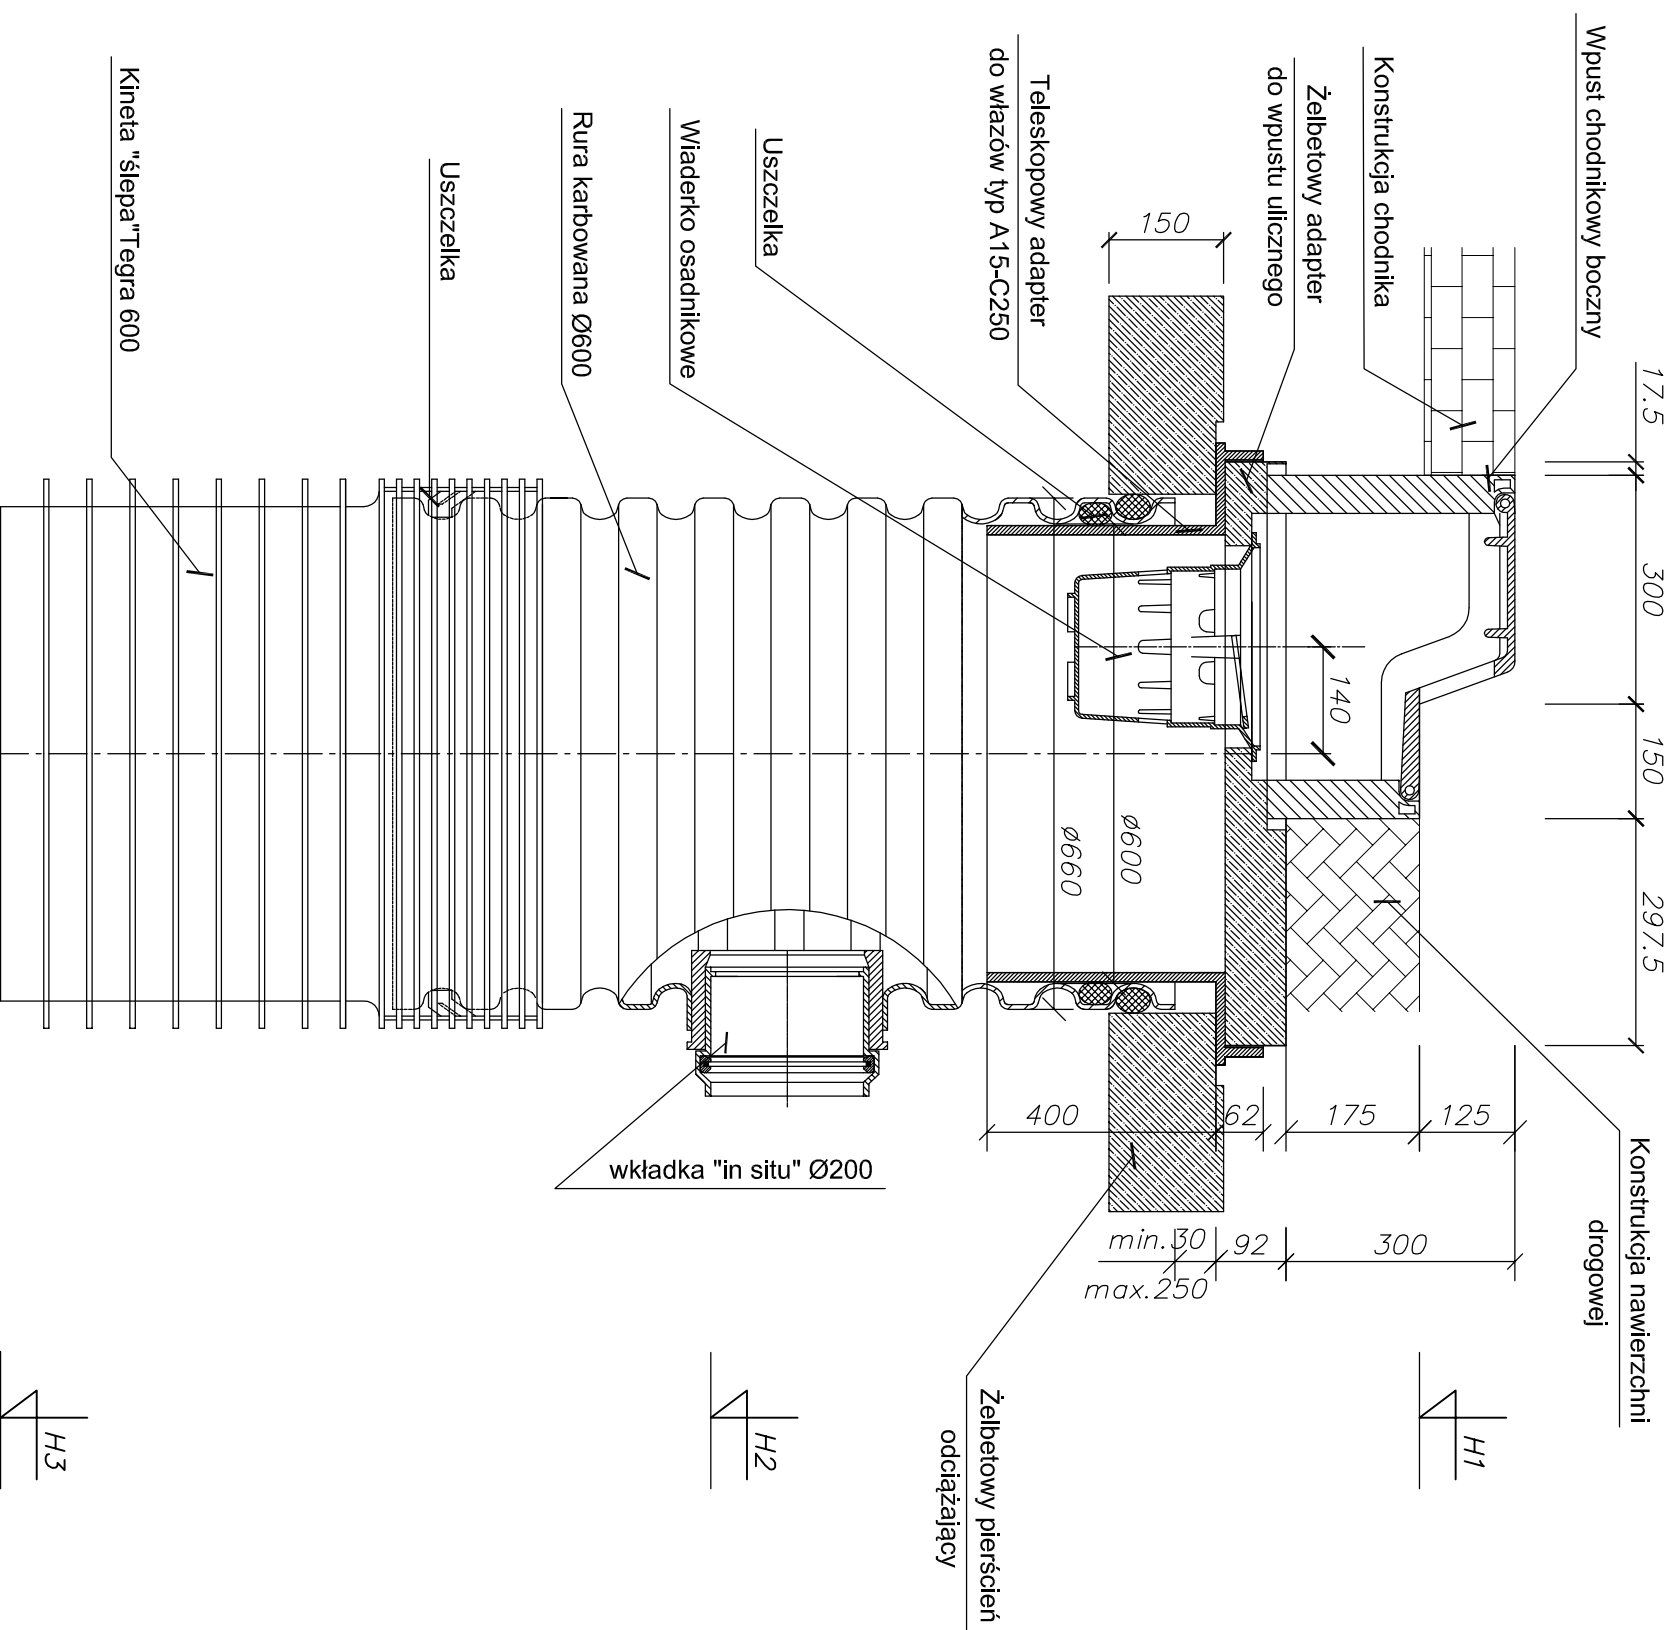 Wpust chodnikowy boczny
Konstrukcja chodnika
Żelbetowy adapter
do wpustu ulicznego
Teleskopowy adapter
do włazów typ A15-C250
Uszczelka
Wiaderko osadnikowe
Rura karbowana Ø600
Uszczelka
Kineta "ślepa"Tegra 600
17.5
300
150
297.5
150
140
Ø600
Ø660
400
62
175
125
min.30
max.250
92
300
wkładka "in situ" Ø200
Konstrukcja nawierzchni
drogowej
Żelbetowy pierścień
odciążający
H1
H2
H3